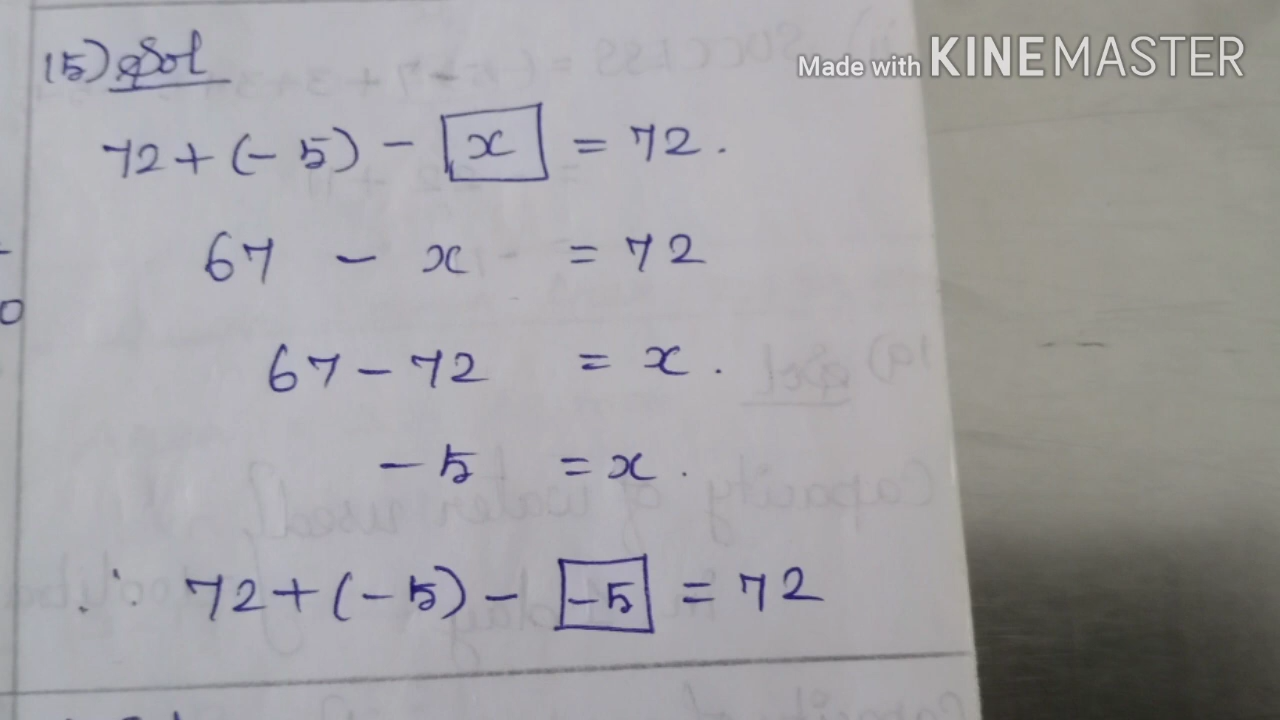 Made with KINEMASTER
15) Sol
72 + (- 5) - x = 72.
67 - x = 72
67 - 72 = x.
- 5 = x.
∴ 72 + (- 5) - -5 = 72